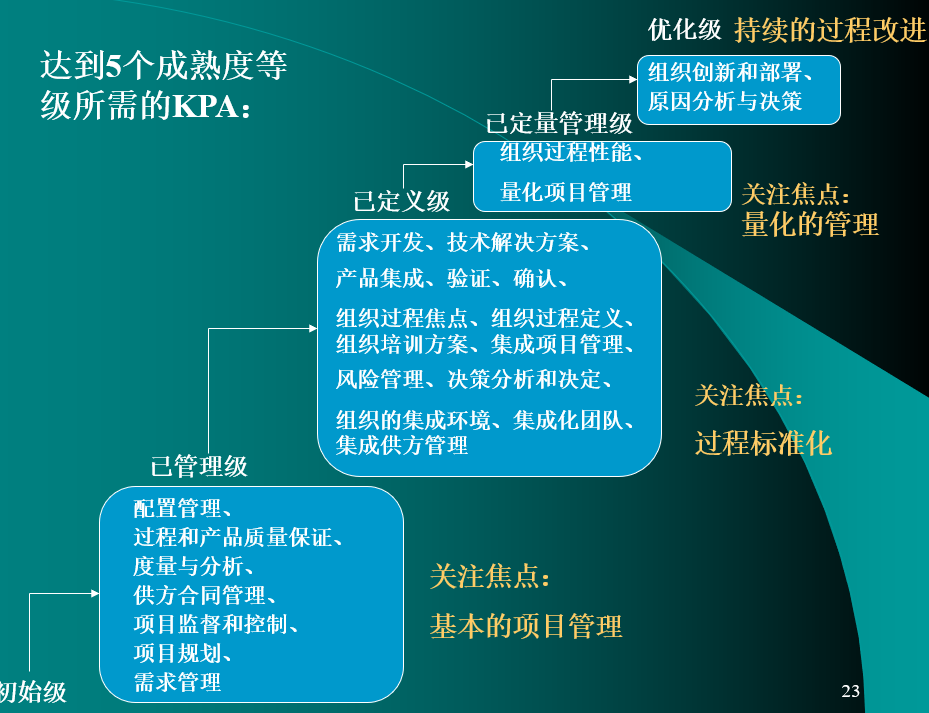 达到5个成熟度等
级所需的KPA：
优化级 持续的过程改进
组织创新和部署、
原因分析与决策
已定量管理级
组织过程性能、
量化项目管理
关注焦点：
量化的管理
已定义级
需求开发、技术解决方案、
产品集成、验证、确认、
组织过程焦点、组织过程定义、
组织培训方案、集成项目管理、
风险管理、决策分析和决定、
组织的集成环境、集成化团队、
集成供方管理
关注焦点：
过程标准化
已管理级
配置管理、
过程和产品质量保证、
度量与分析、
供方合同管理、
项目监督和控制、
项目规划、
需求管理
关注焦点：
基本的项目管理
初始级
23